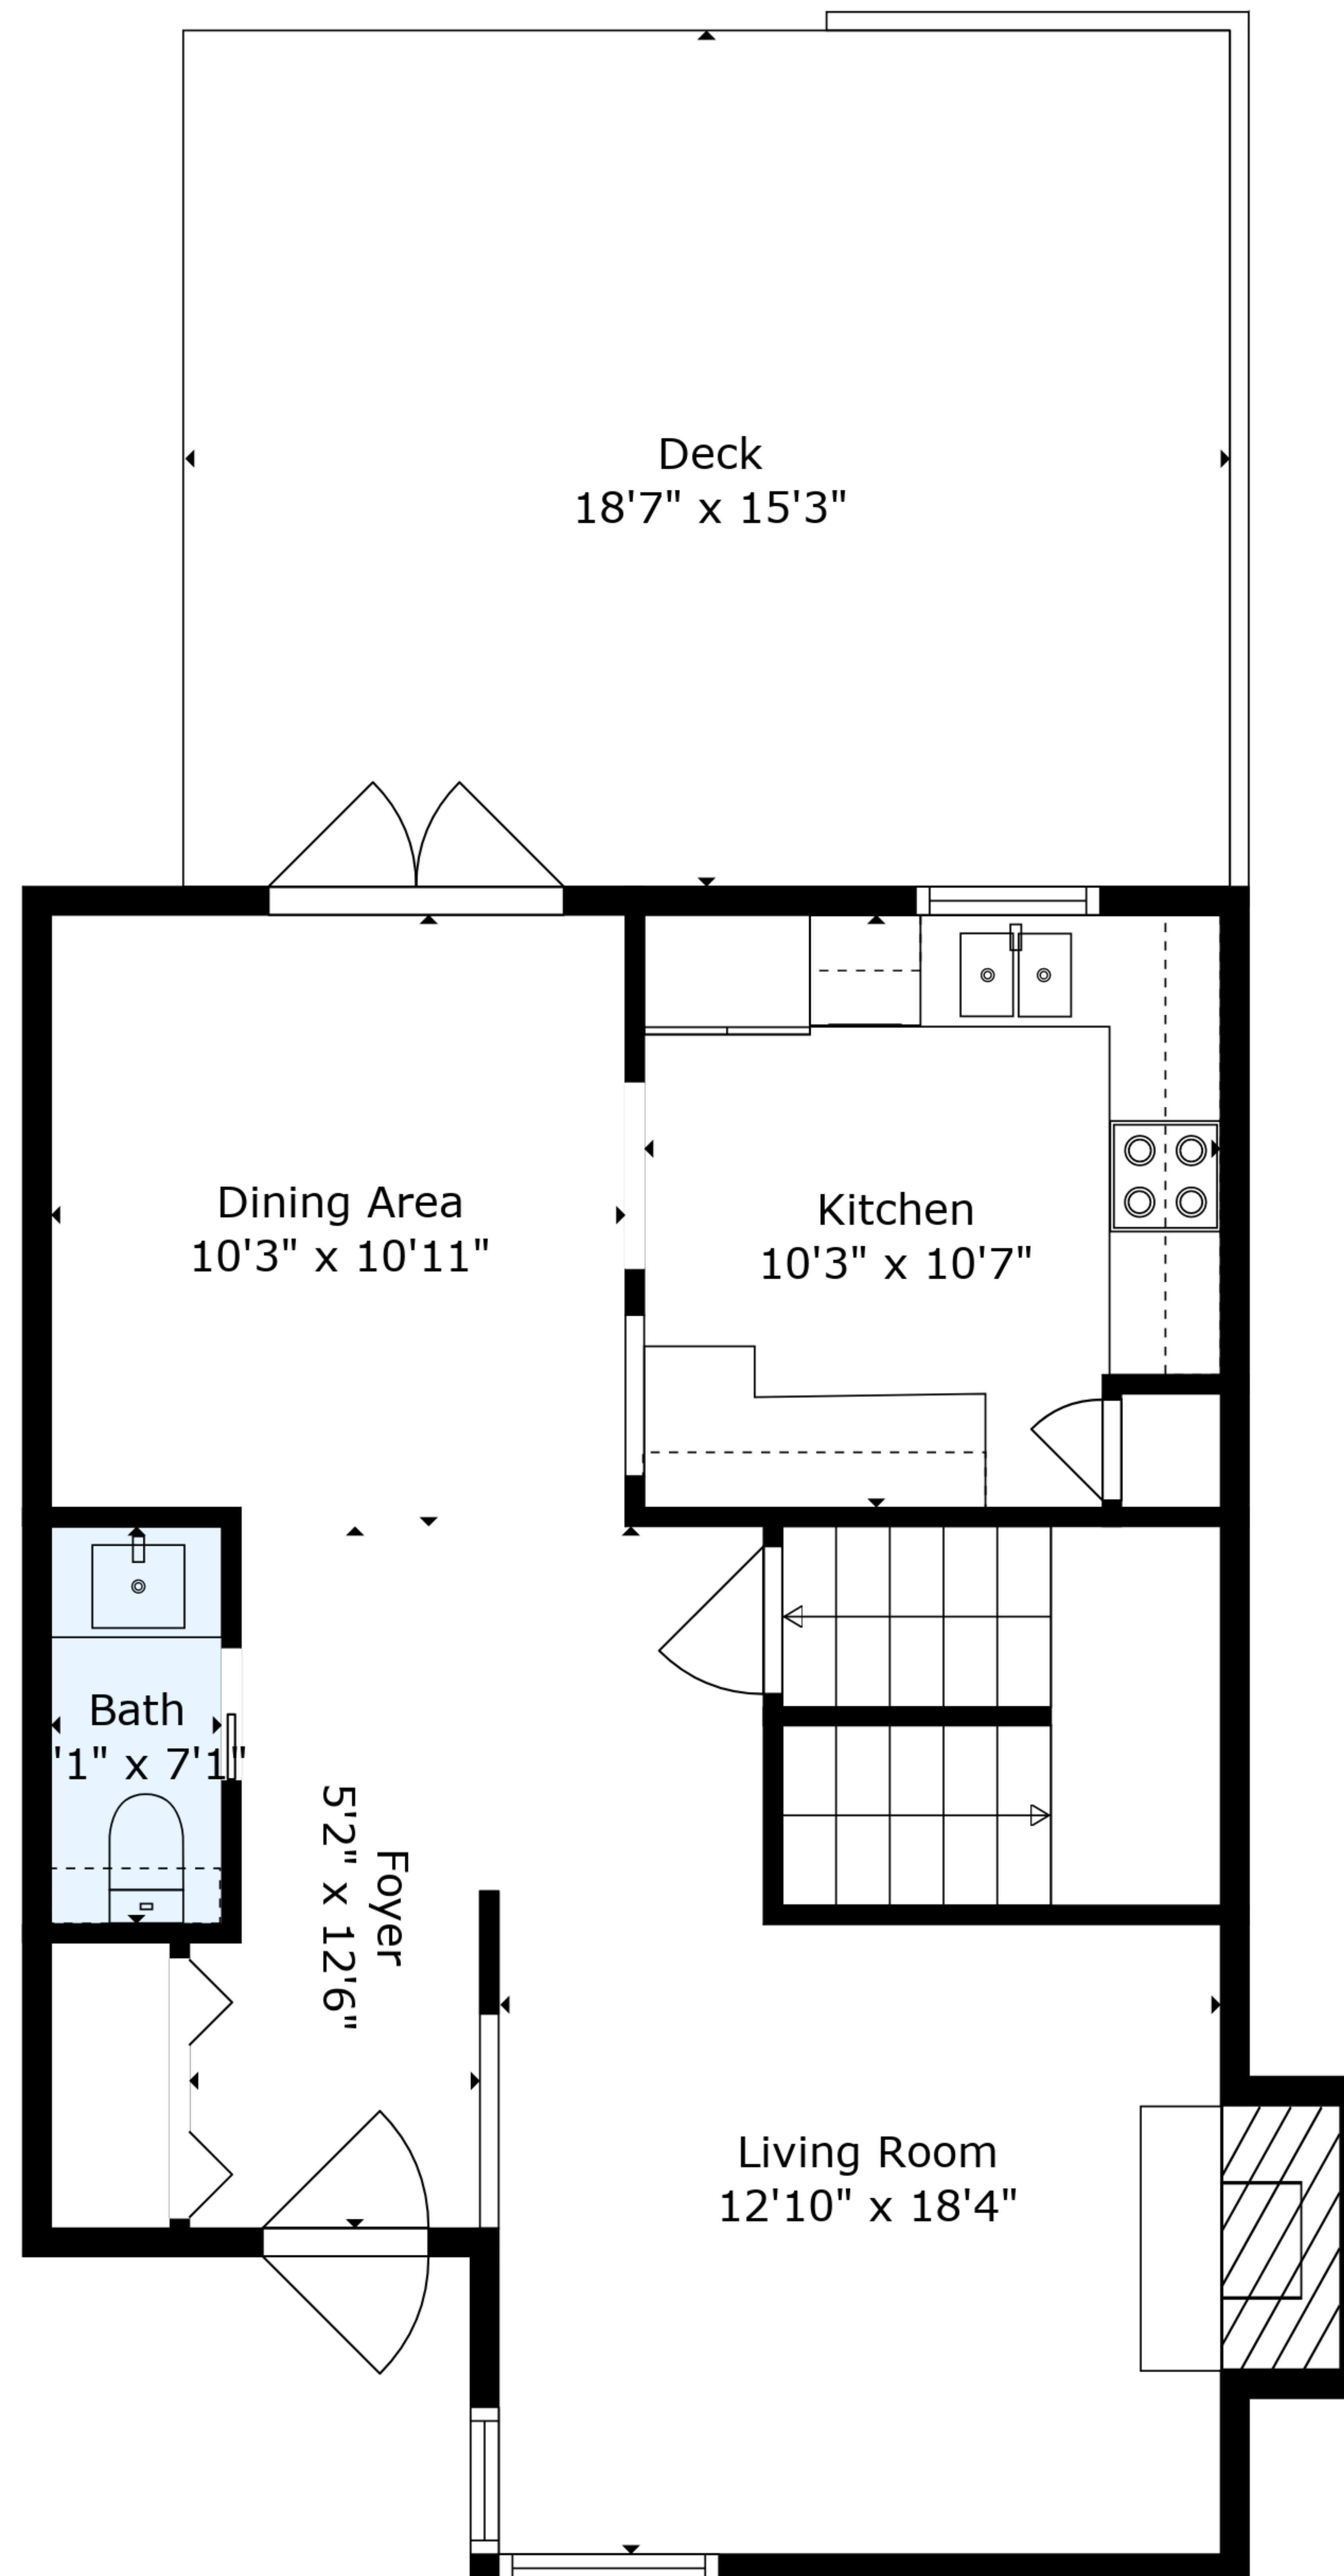 Deck
18'7" x 15'3"
Dining Area
10'3" x 10'11"
Kitchen
10'3" x 10'7"
Bath
'1" x 7'1"
Foyer
5'2" x 12'6"
Living Room
12'10" x 18'4"